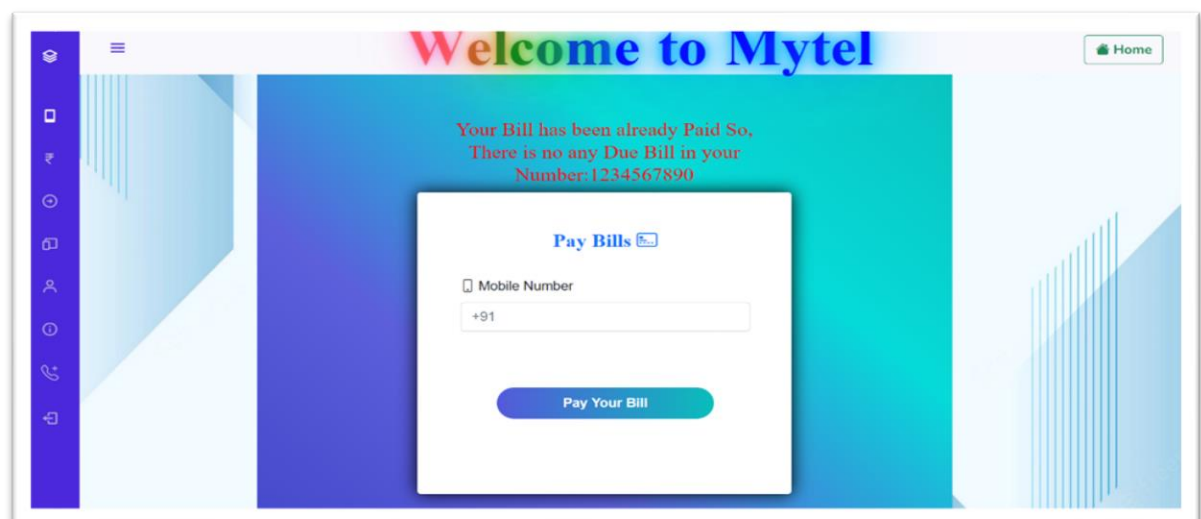 Welcome to Mytel
Home
Your Bill has been already Paid So,
There is no any Due Bill in your
Number:1234567890
Pay Bills
Mobile Number
+91
Pay Your Bill